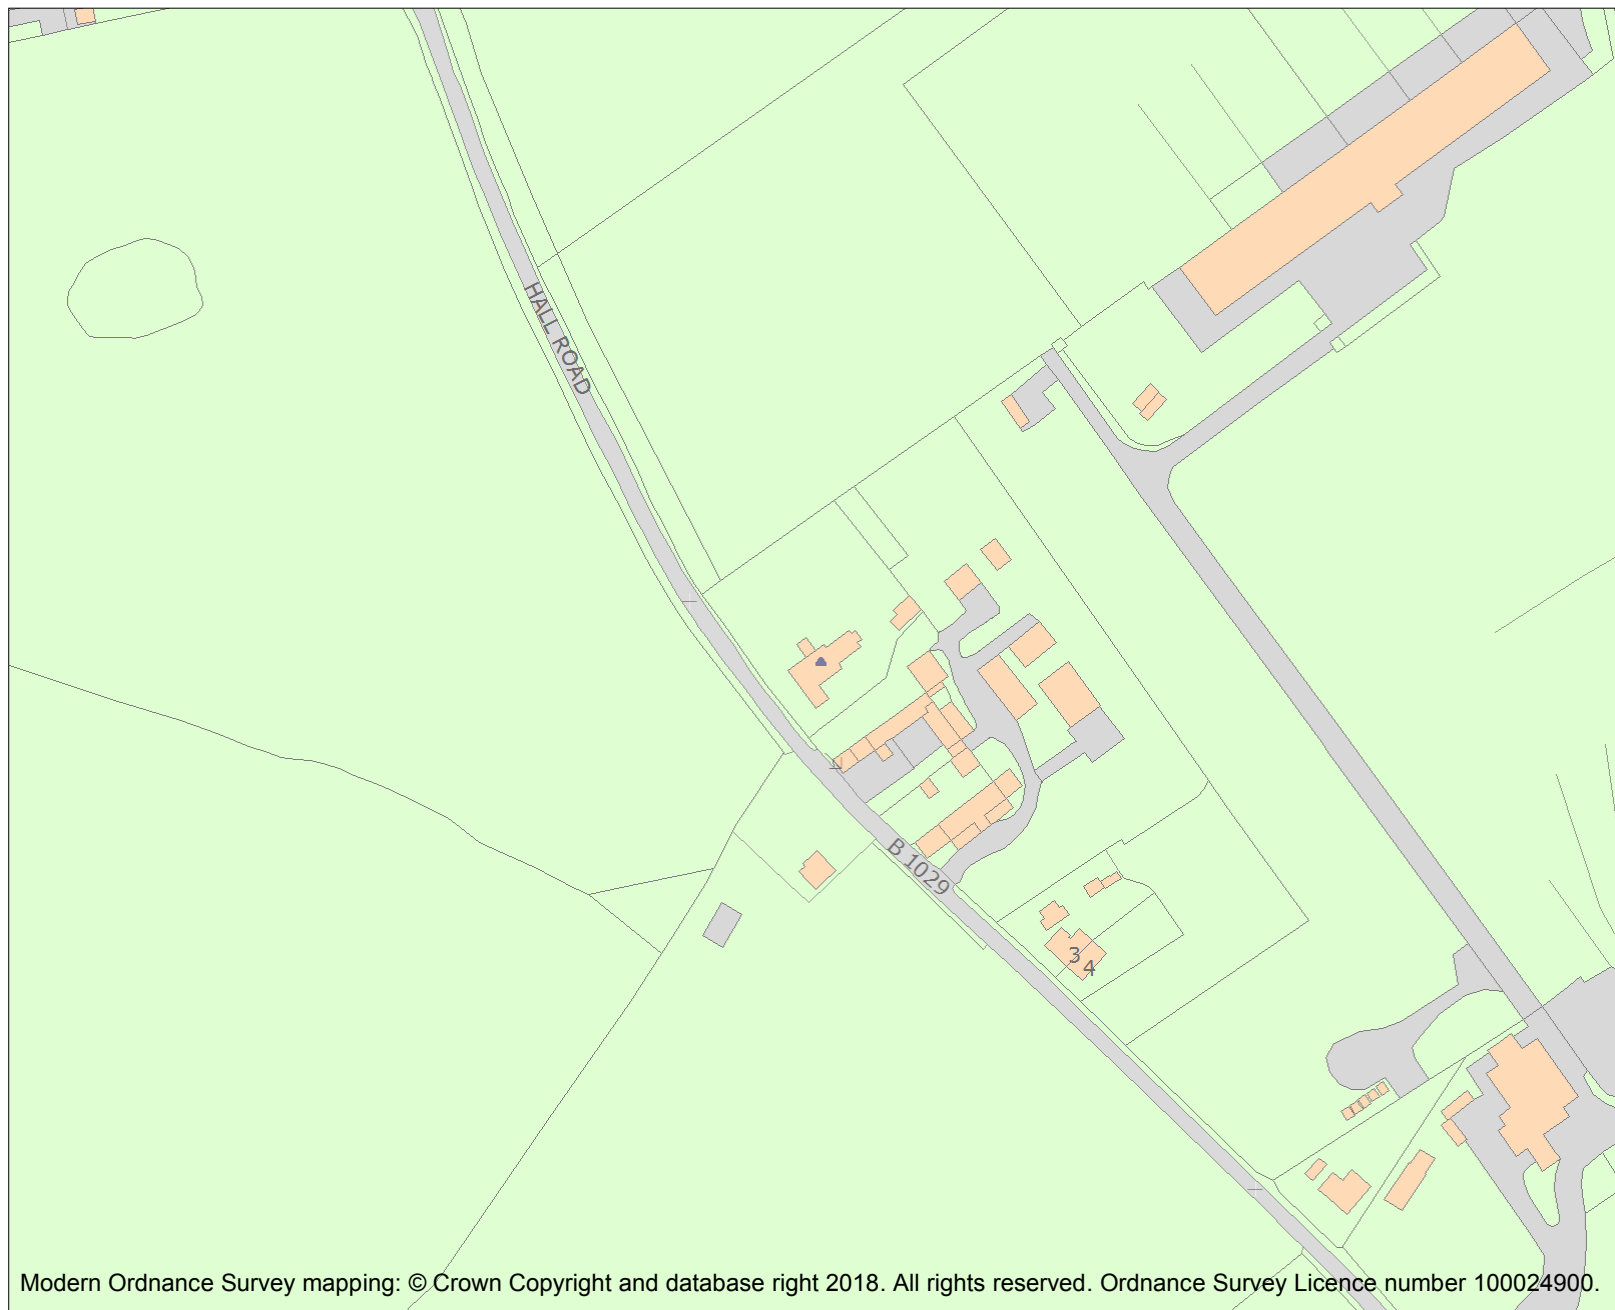 HALL ROAD
B 1029
3
4
Modern Ordnance Survey mapping: © Crown Copyright and database right 2018. All rights reserved. Ordnance Survey Licence number 100024900.